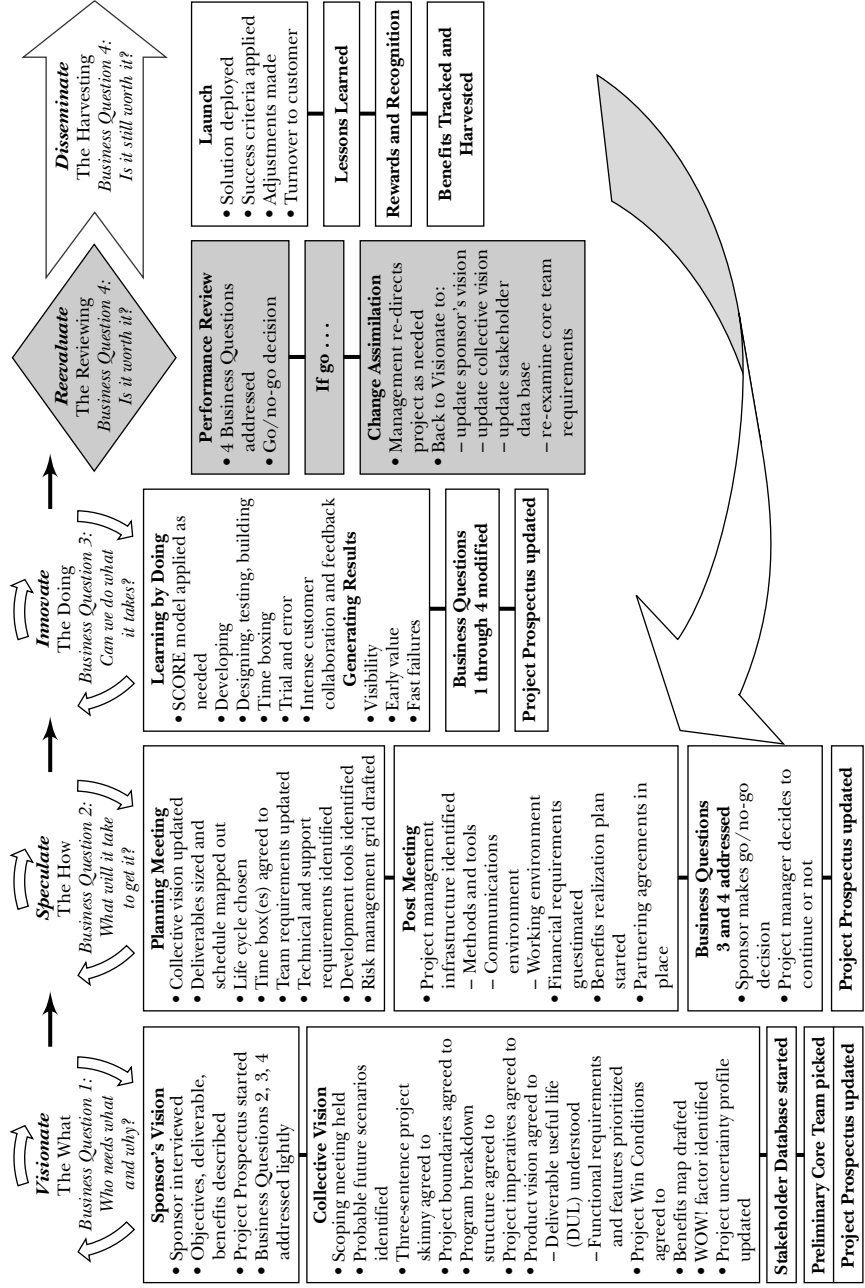 Visionate
The What
Business Question 1:
Who needs what
and why?
Sponsor's Vision
• Sponsor interviewed
• Objectives, deliverable,
benefits described
• Project Prospectus started
• Business Questions 2, 3, 4
addressed lightly
Collective Vision
• Scoping meeting held
• Probable future scenarios
identified
• Three-sentence project
skinny agreed to
• Project boundaries agreed to
• Program breakdown
structure agreed to
• Project imperatives agreed to
• Product vision agreed to
– Deliverable useful life
(DUL) understood
– Functional requirements
and features prioritized
• Project Win Conditions
agreed to
• Benefits map drafted
• WOW! factor identified
• Project uncertainty profile
updated
Stakeholder Database started
Preliminary Core Team picked
Project Prospectus updated
Speculate
The How
Business Question 2:
What will it take
to get it?
Planning Meeting
• Collective vision updated
• Deliverables sized and
schedule mapped out
• Life cycle chosen
• Time box(es) agreed to
• Team requirements updated
• Technical and support
requirements identified
• Development tools identified
• Risk management grid drafted
Post Meeting
• Project management
infrastructure identified
– Methods and tools
– Communications
environment
– Working environment
• Financial requirements
guestimated
• Benefits realization plan
started
• Partnering agreements in
place
Business Questions
3 and 4 addressed
• Sponsor makes go/no-go
decision
• Project manager decides to
continue or not
Project Prospectus updated
Innovate
The Doing
Business Question 3:
Can we do what
it takes?
Learning by Doing
• SCORE model applied as
needed
• Developing
• Designing, testing, building
• Time boxing
• Trial and error
• Intense customer
collaboration and feedback
Generating Results
• Visibility
• Early value
• Fast failures
Business Questions
1 through 4 modified
Project Prospectus updated
Reevaluate
The Reviewing
Business Question 4:
Is it worth it?
Performance Review
• 4 Business Questions
addressed
• Go/no-go decision
If go . . .
Change Assimilation
• Management re-directs
project as needed
• Back to Visionate to:
– update sponsor's vision
– update collective vision
– update stakeholder
data base
– re-examine core team
requirements
Disseminate
The Harvesting
Business Question 4:
Is it still worth it?
Launch
• Solution deployed
• Success criteria applied
• Adjustments made
• Turnover to customer
Lessons Learned
Rewards and Recognition
Benefits Tracked and
Harvested